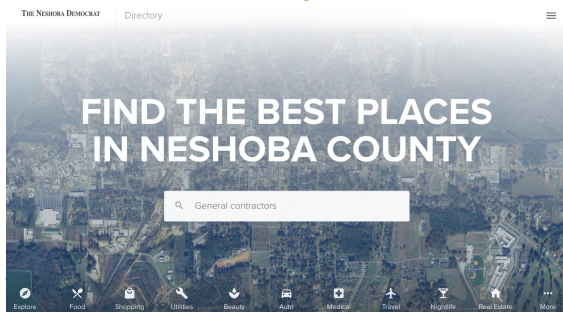 THE NESHOBA DEMOCRAT
Directory
FIND THE BEST PLACES
IN NESHOBA COUNTY
General contractors
Explore
Food
Shopping
Utilities
Beauty
Auto
Medical
Travel
Nightlife
Real Estate
More